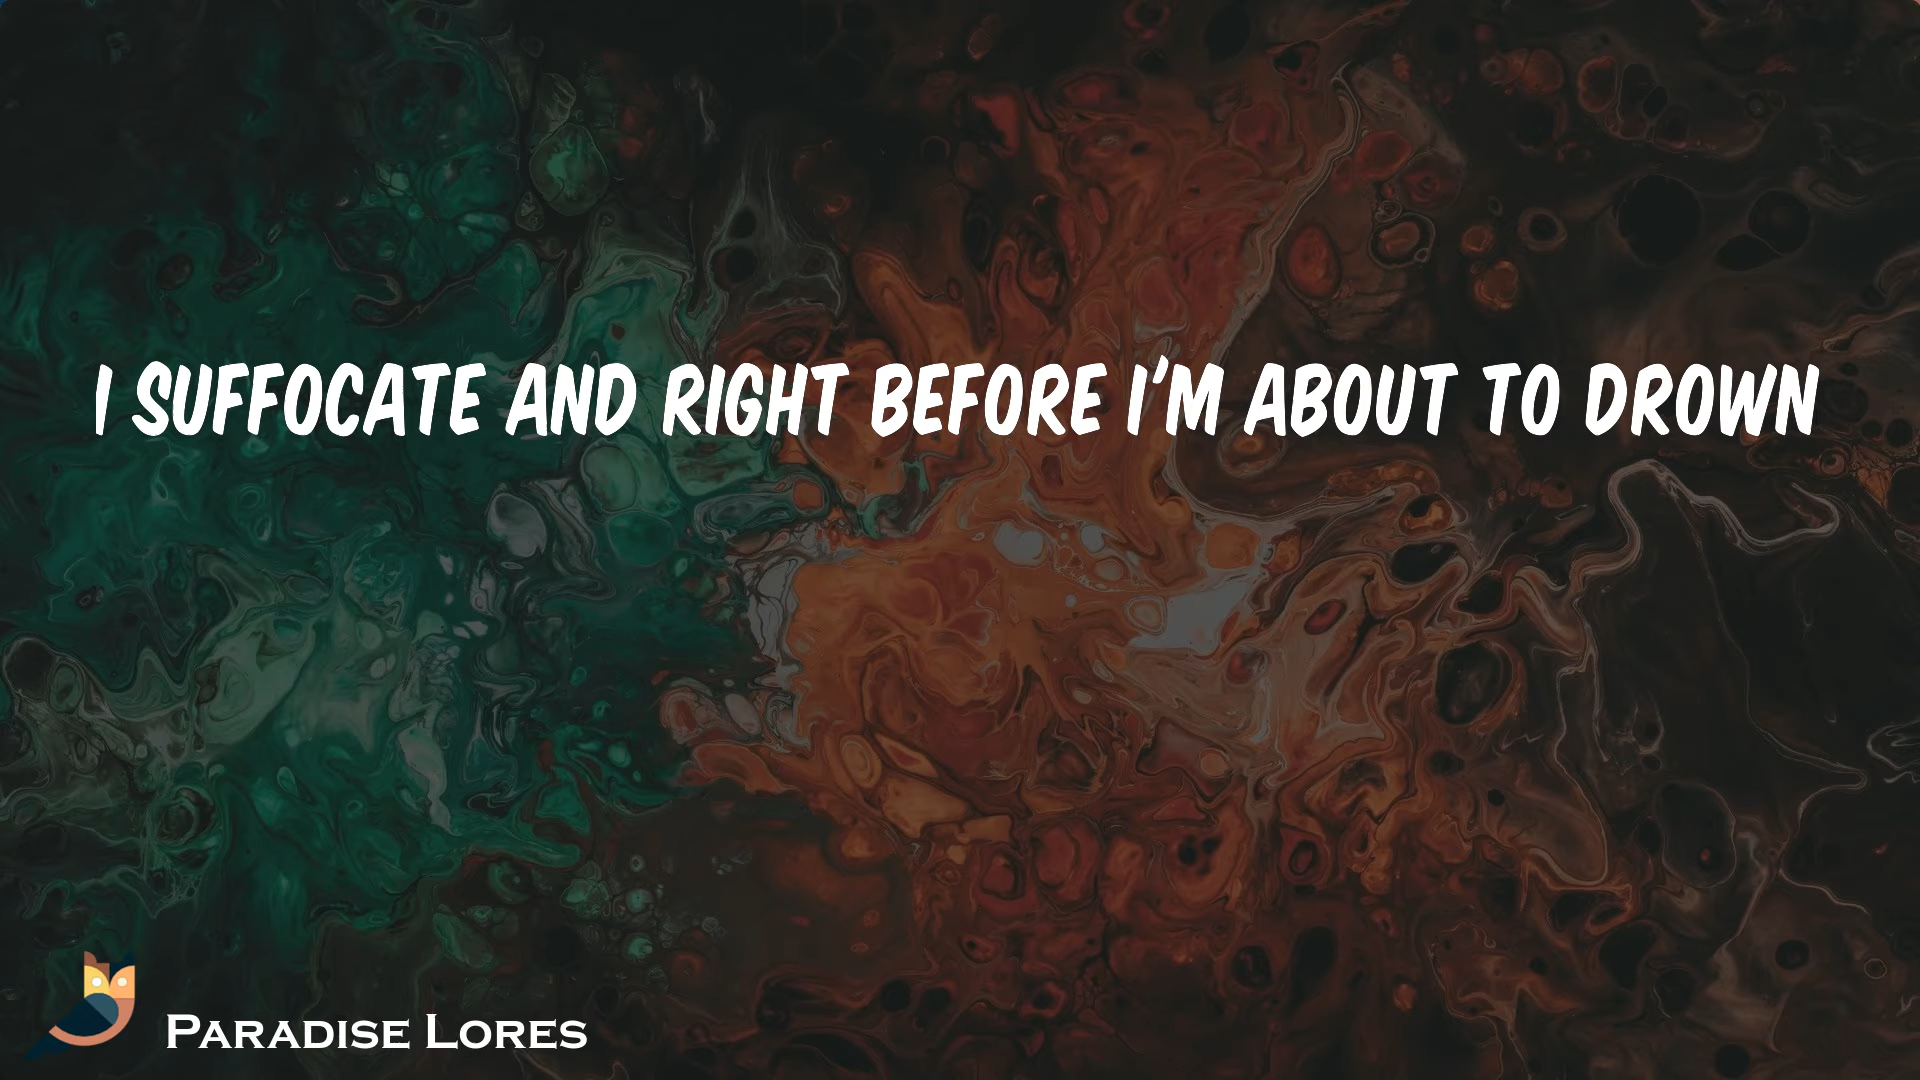 I SUFFOCATE AND RIGHT BEFORE I'M ABOUT TO DROWN
PARADISE LORES